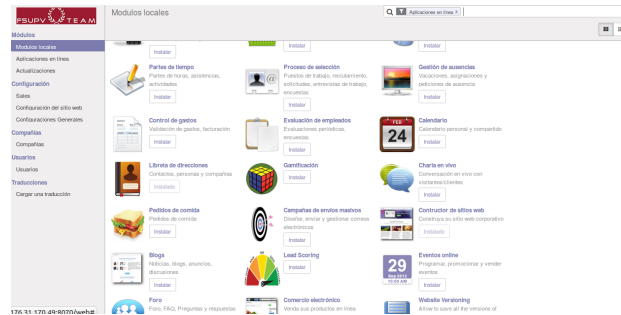 FSUPV TEAM
Modulos locales
Aplicaciones en línea ×
Módulos
Modulos locales
Aplicaciones en línea
Actualizaciones
Configuración
Sales
Configuración del sitio web
Configuraciones Generales
Compañías
Compañías
Usuarios
Usuarios
Traducciones
Cargar una traducción
Instalar
Instalar
Instalar
Partes de tiempo
Partes de horas, asistencias,
actividades
Instalar
Proceso de selección
Puestos de trabajo, reclutamiento,
solicitudes, entrevistas de trabajo,
encuestas
Instalar
Gestión de ausencias
Vacaciones, asignaciones y
peticiones de ausencia
Instalar
Control de gastos
Validación de gastos, facturación
Instalar
Evaluación de empleados
Evaluaciones periódicas,
encuestas
Instalar
FEB
24
Calendario
Calendario personal y compartido
Instalar
Libreta de direcciones
Contactos, personas y compañías
Instalado
Gamificación
Instalar
Charla en vivo
Conversación en vivo con
visitantes/clientes
Instalar
Pedidos de comida
Pedidos de comida
Instalar
Campañas de envíos masivos
Diseñar, enviar y gestionar correos
electrónicos
Instalar
Contructor de sitios web
Construya su sitio web corporativo
Instalado
Blogs
Noticias, blogs, anuncios,
discusiones
Instalar
Lead Scoring
Instalar
29
Sep 2012
10:00 AM
Eventos online
Programar, promocionar y vender
eventos
Instalar
Foro
Foro, FAQ, Preguntas y respuestas
Comercio electrónico
Venda sus productos en línea
Website Versioning
Allow to save all the versions of
176.31.170.49:8070/web#